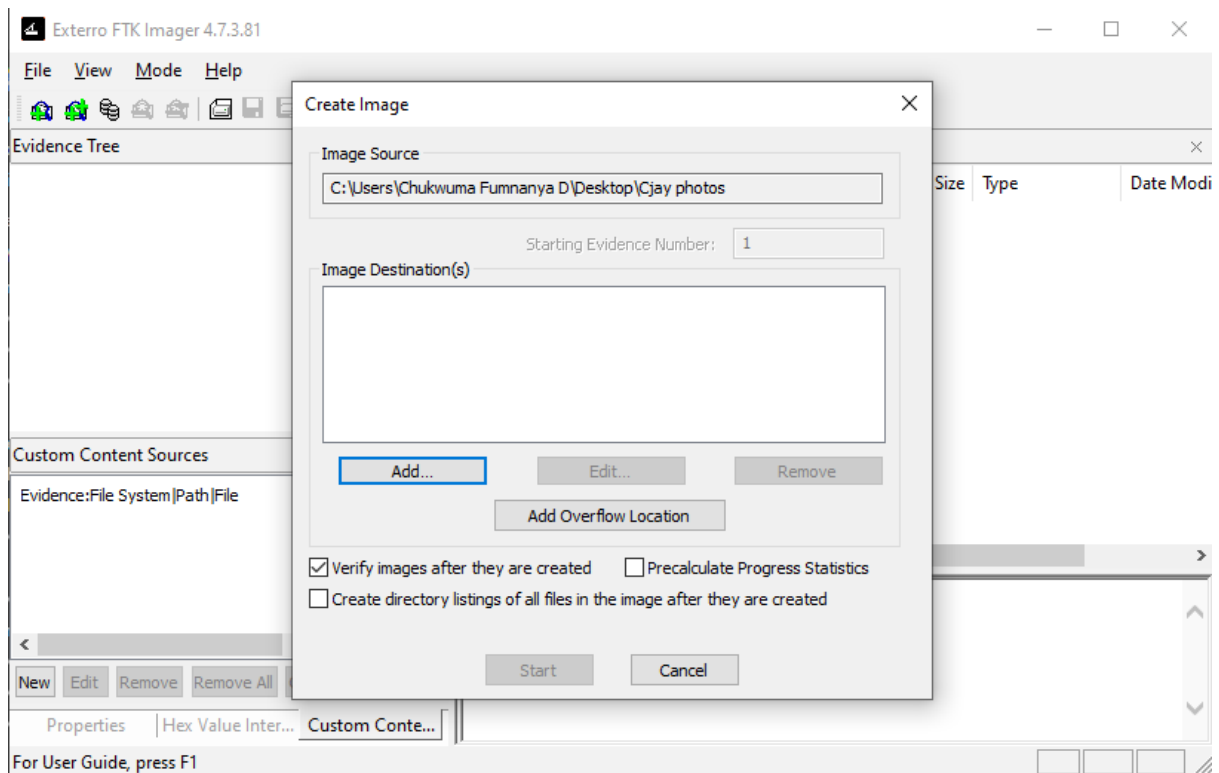 Exterro FTK Imager 4.7.3.81
File View Mode Help
Create Image
Evidence Tree
Image Source
C:\Users\Chukwuma Fumnanya D\Desktop\Cjay photos
Size Type Date Modi
Starting Evidence Number: 1
Image Destination(s)
Custom Content Sources
Add... Edit... Remove
Evidence:File System|Path|File
Add Overflow Location
Verify images after they are created Precalculate Progress Statistics
Create directory listings of all files in the image after they are created
Start Cancel
New Edit Remove Remove All
Properties Hex Value Inter... Custom Conte...
For User Guide, press F1